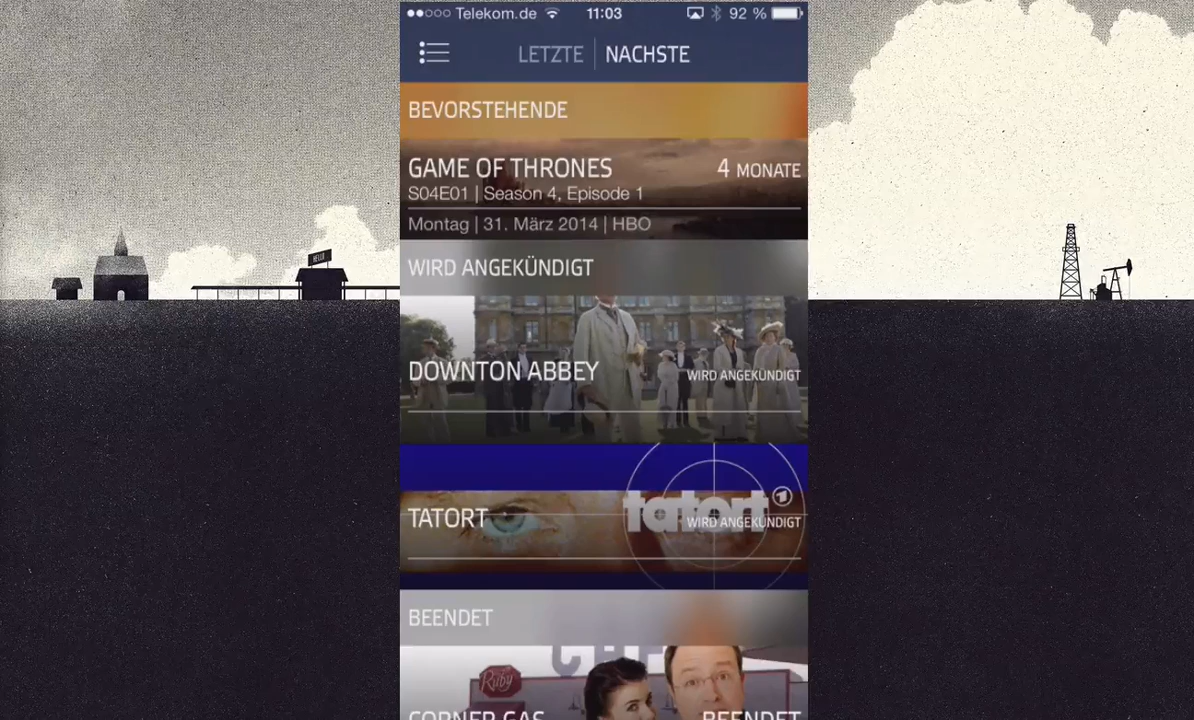 Telekom.de 11:03 92 %
LETZTE | NACHSTE
BEVORSTEHENDE
GAME OF THRONES 4 MONATE
S04E01 | Season 4, Episode 1
Montag | 31. März 2014 | HBO
WIRD ANGEKÜNDIGT
HELLO
DOWNTON ABBEY WIRD ANGEKÜNDIGT
tatort
TATORT WIRD ANGEKÜNDIGT
BEENDET
Ruby
CORNER GAS BEENDET